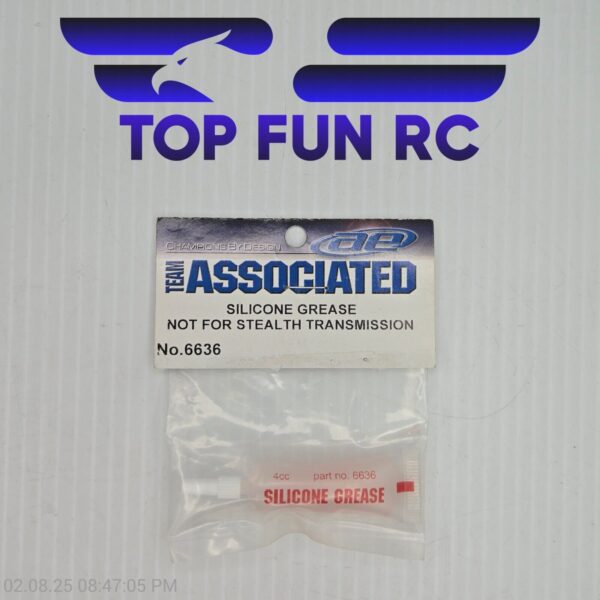 TOP FUN RC
CHAMPIONS BY DESIGN
ae
TEAM
ASSOCIATED
SILICONE GREASE
NOT FOR STEALTH TRANSMISSION
No.6636
4cc part no. 6636
SILICONE GREASE
02.08.25 08:47:05 PM